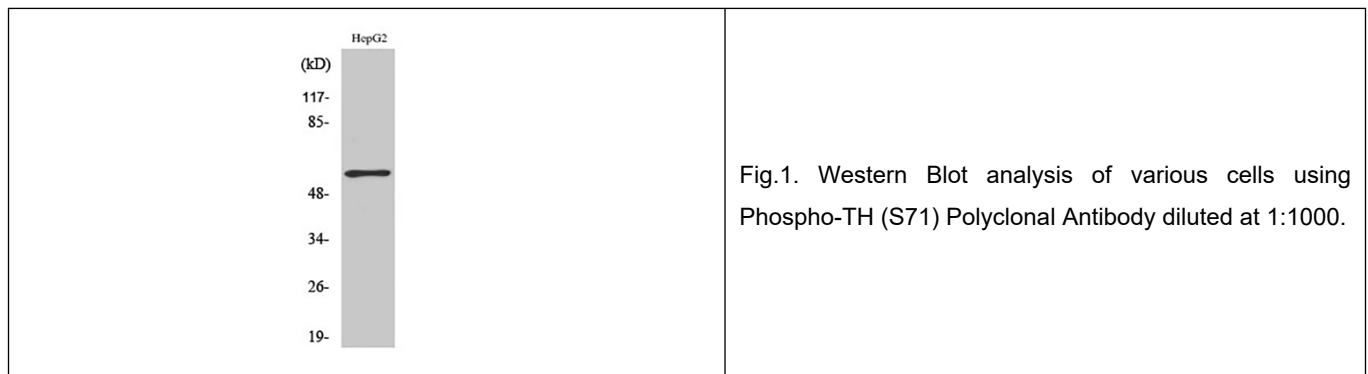 HepG2
(kD)
117-
85-
48-
34-
26-
19-
Fig.1. Western Blot analysis of various cells using
Phospho-TH (S71) Polyclonal Antibody diluted at 1:1000.